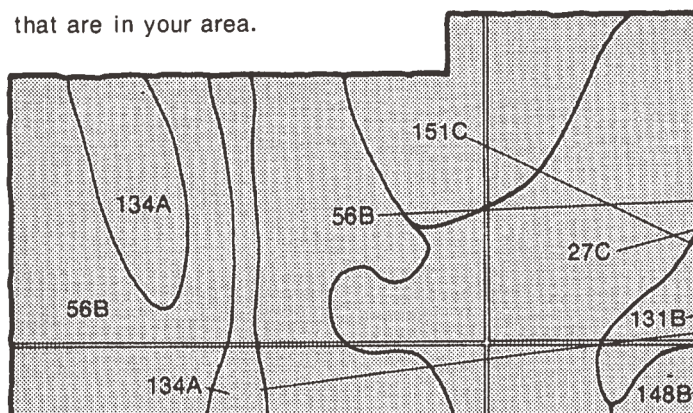 that are in your area.
151C
134A
56B
27C
56B
131B
134A
148B